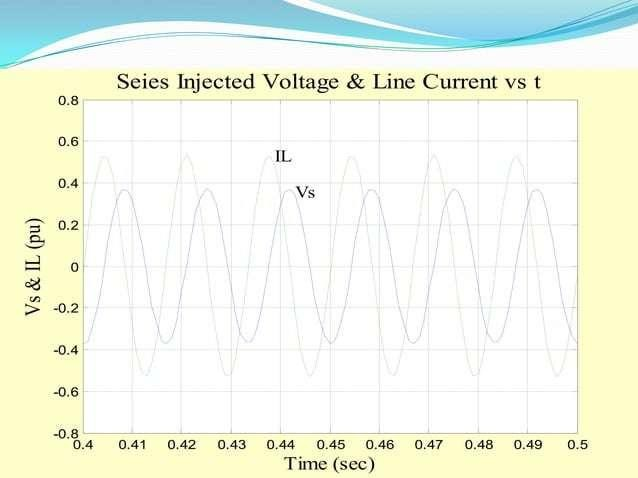 Seies Injected Voltage & Line Current vs t
0.8
0.6
IL
0.4
Vs
0.2
0
-0.2
-0.4
-0.6
-0.8
Vs & IL (pu)
0.4 0.41 0.42 0.43 0.44 0.45 0.46 0.47 0.48 0.49 0.5
Time (sec)